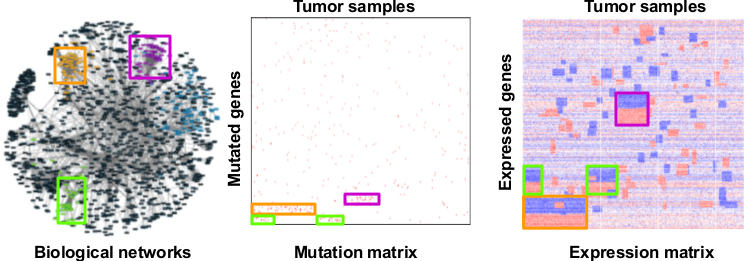 Tumor samples
Tumor samples
Mutated genes
Expressed genes
Biological networks
Mutation matrix
Expression matrix